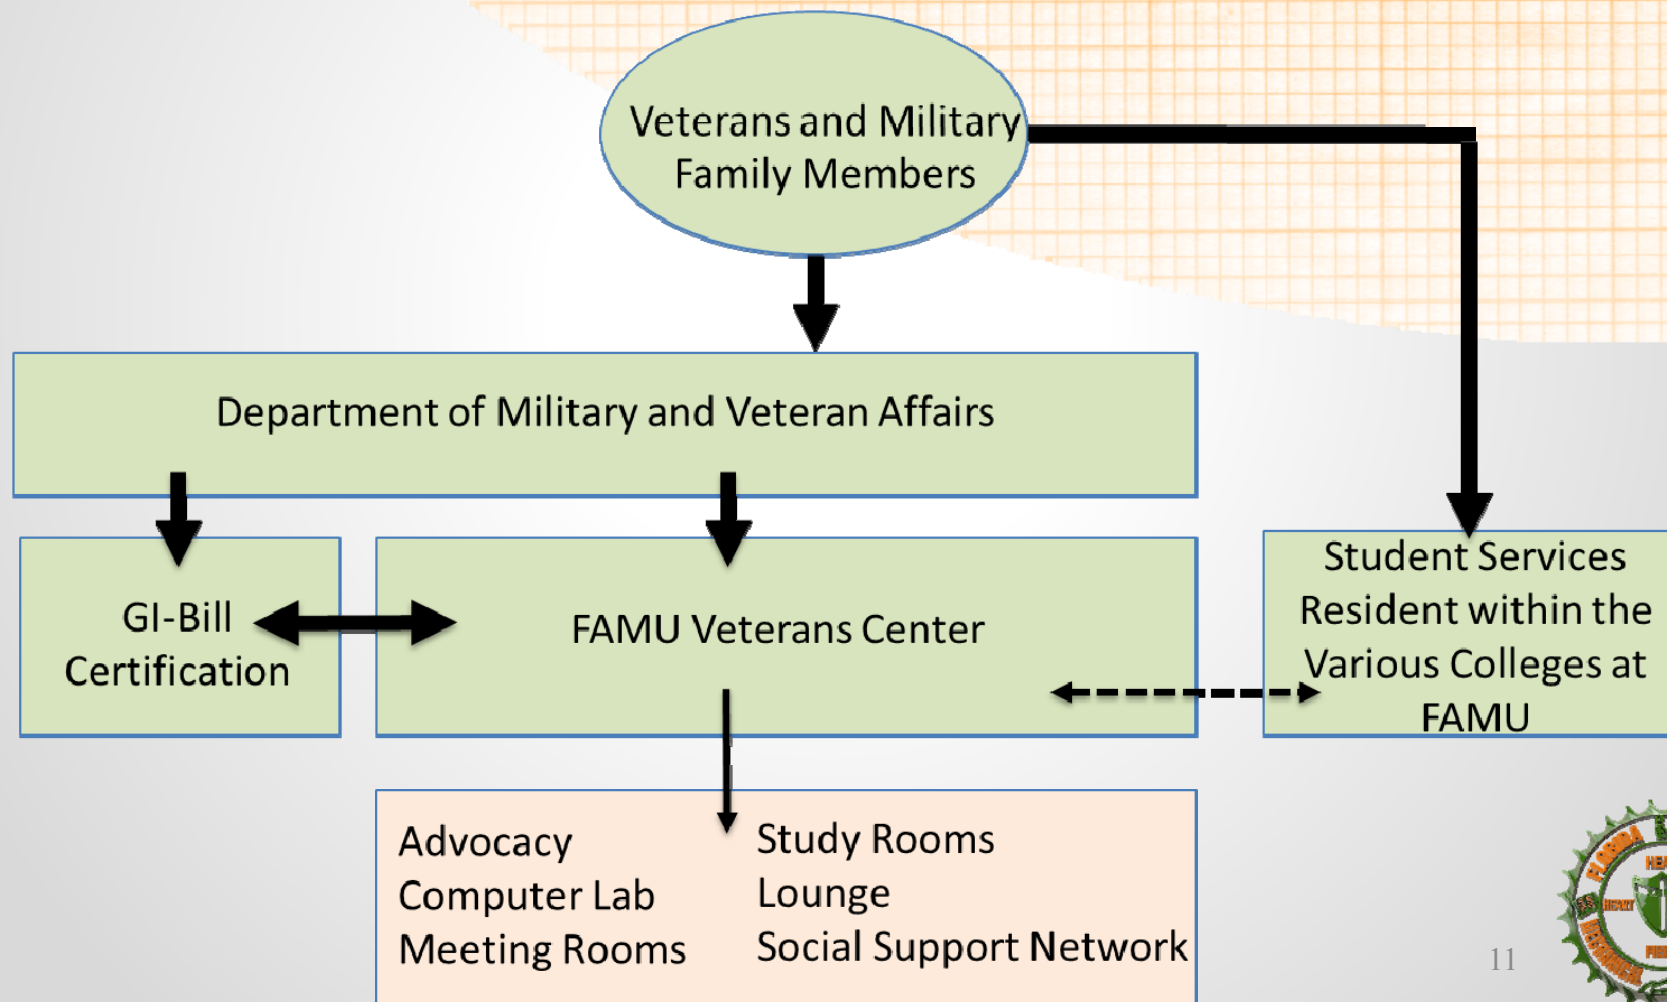 Veterans and Military
Family Members
Department of Military and Veteran Affairs
GI-Bill
Certification
FAMU Veterans Center
Student Services
Resident within the
Various Colleges at
FAMU
Advocacy
Computer Lab
Meeting Rooms
Study Rooms
Lounge
Social Support Network
11
FLORIDA
HEART